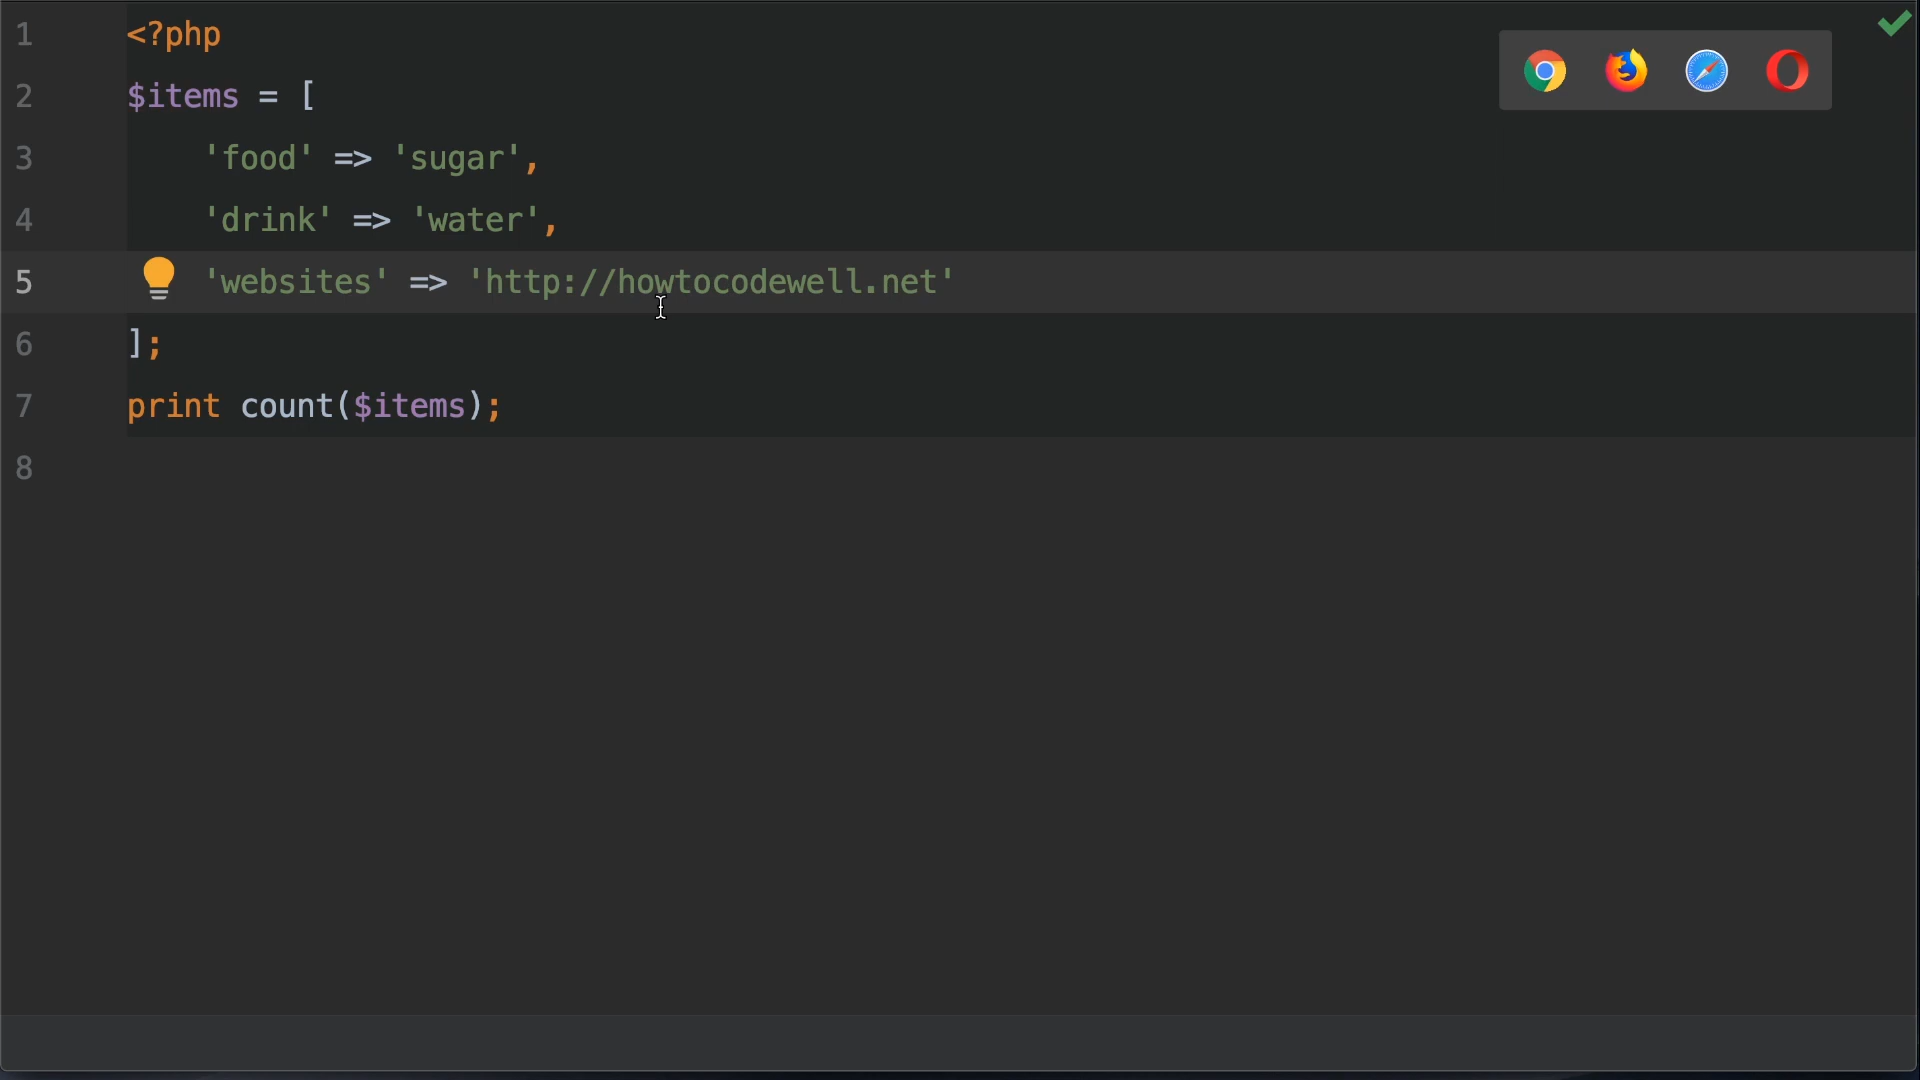 1 <?php
2 $items = [
3     'food' => 'sugar',
4     'drink' => 'water',
5     'websites' => 'http://howtocodewell.net'
6 ];
7 print count($items);
8